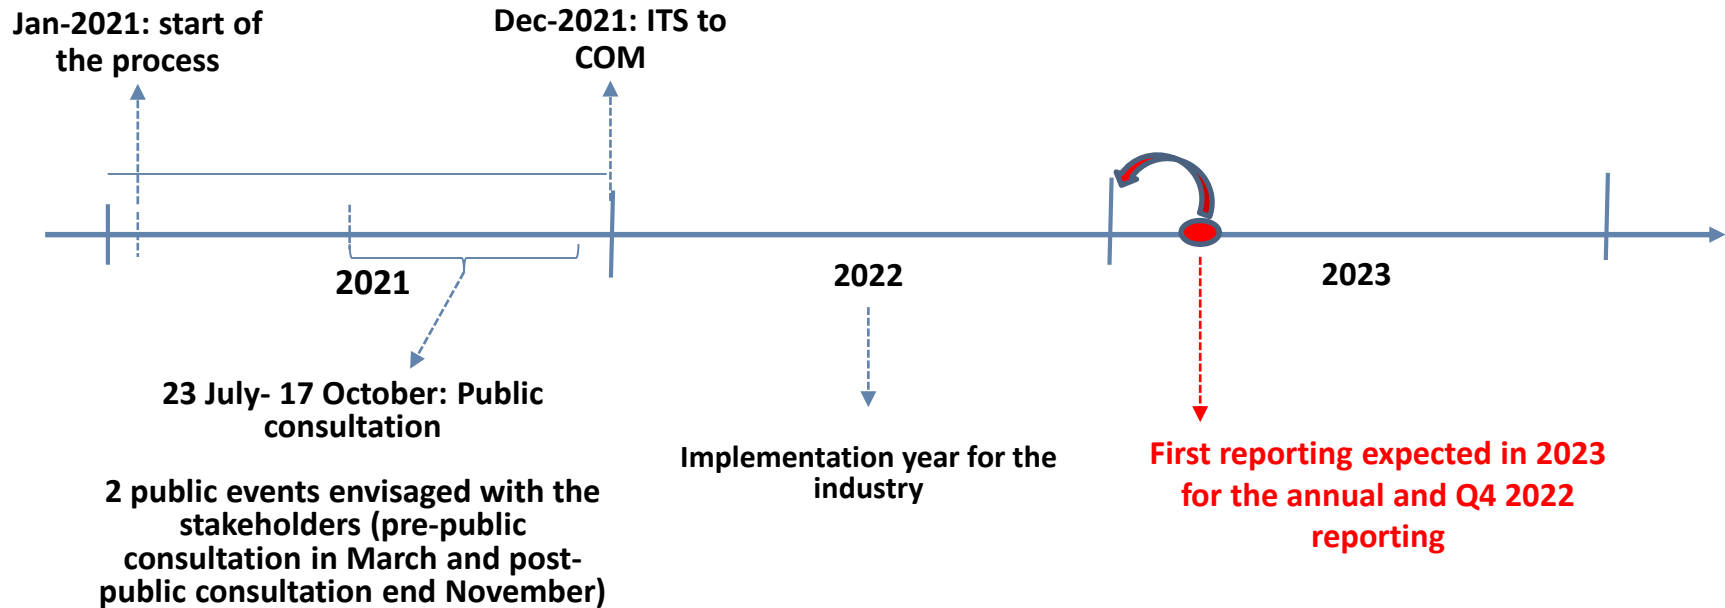 Jan-2021: start of
the process
Dec-2021: ITS to
COM
2021
2022
2023
23 July- 17 October: Public
consultation
2 public events envisaged with the
stakeholders (pre-public
consultation in March and post-
public consultation end November)
Implementation year for the
industry
First reporting expected in 2023
for the annual and Q4 2022
reporting